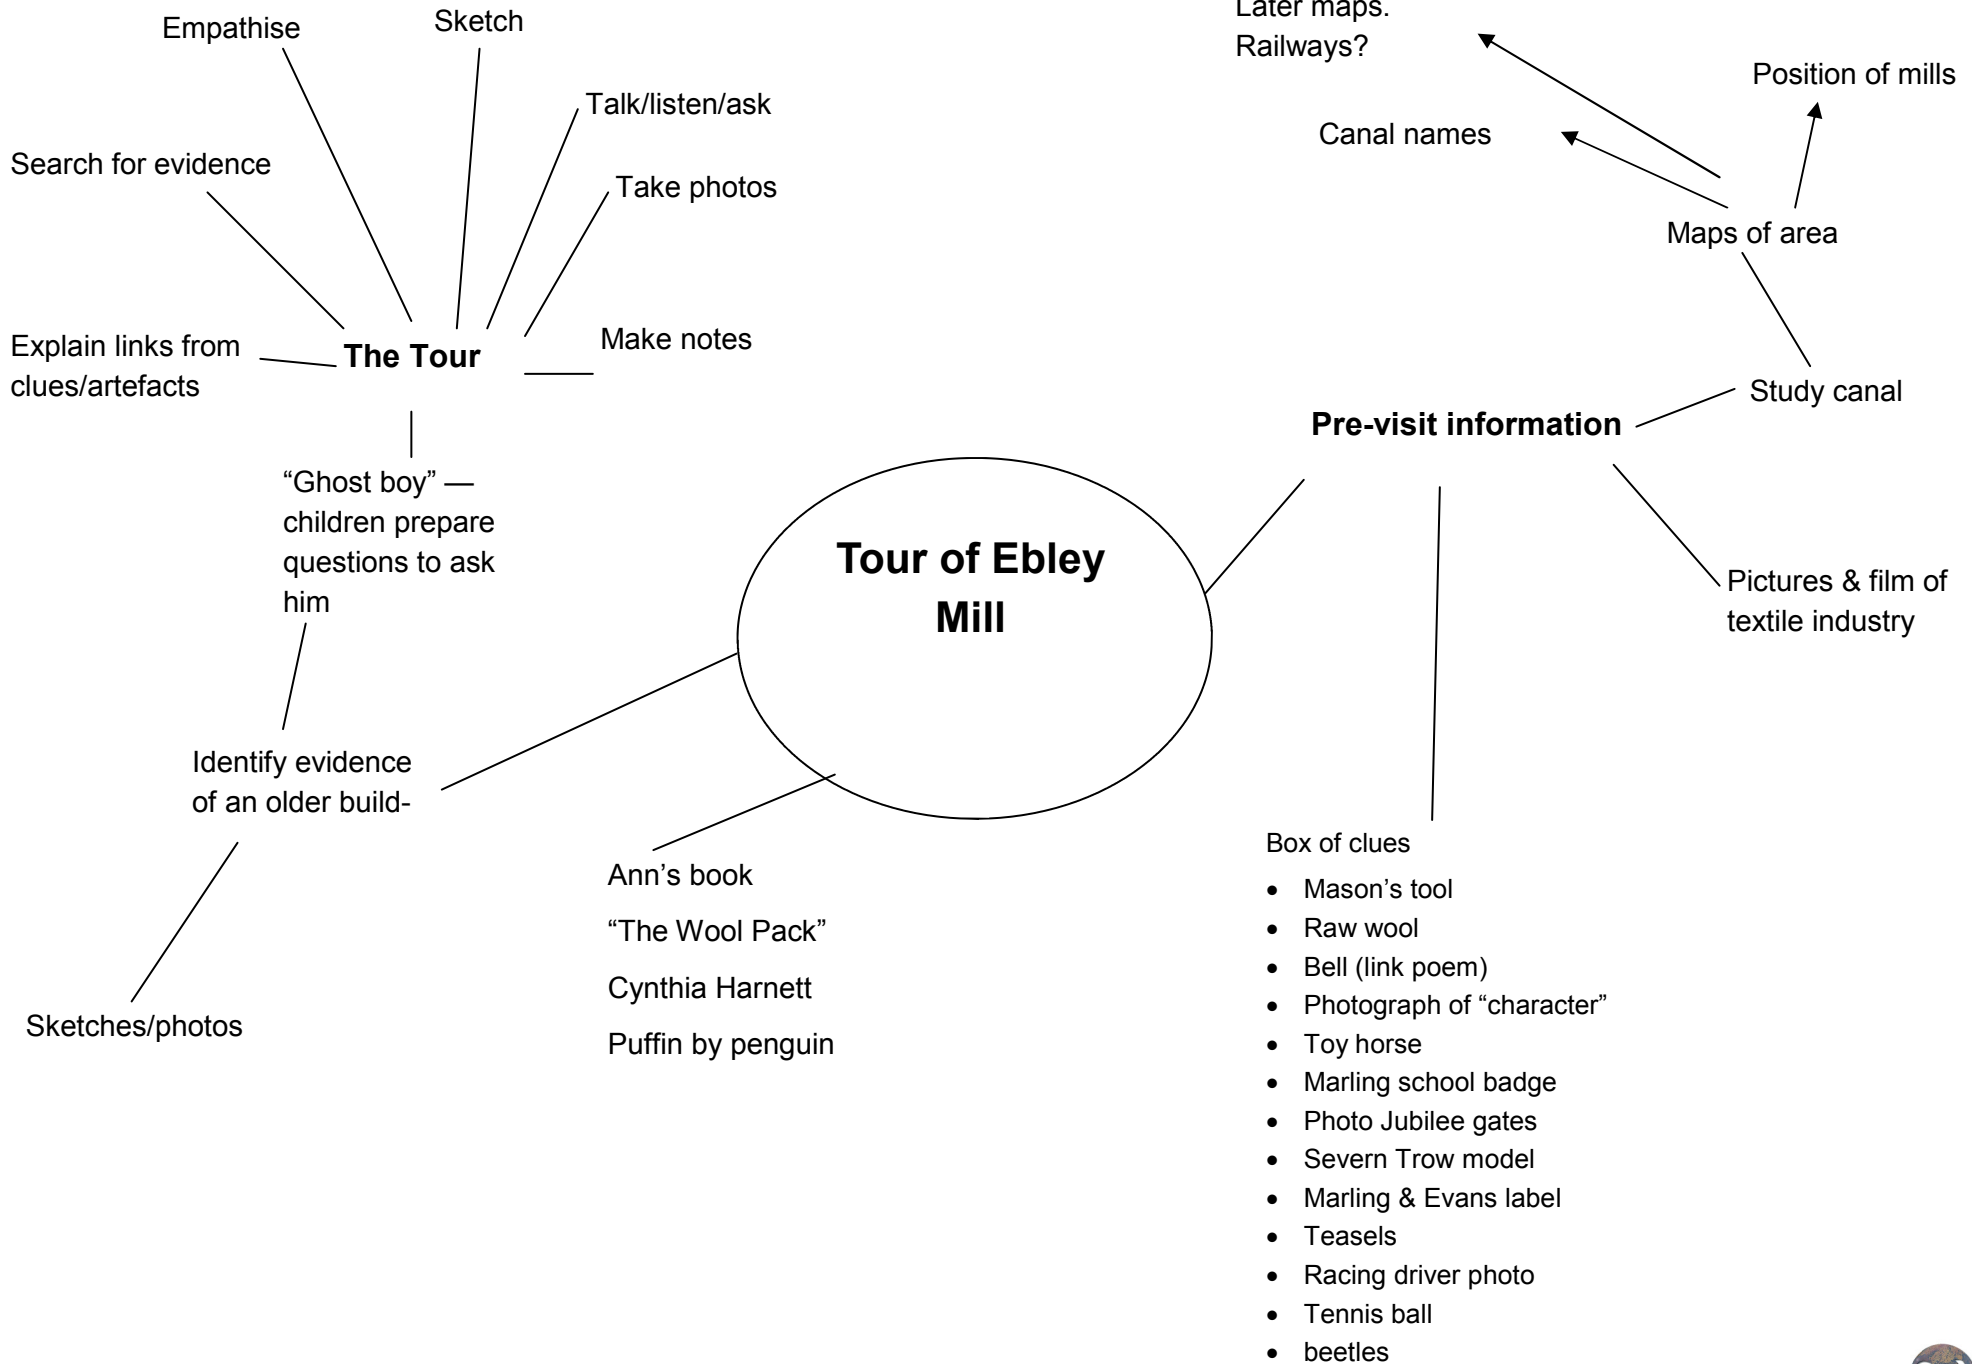 Empathise
Sketch
Talk/listen/ask
Search for evidence
Take photos
Explain links from
clues/artefacts
The Tour
Make notes
“Ghost boy” —
children prepare
questions to ask
him
Identify evidence
of an older build-
Sketches/photos
Tour of Ebley
Mill
Ann’s book
“The Wool Pack”
Cynthia Harnett
Puffin by penguin
Later maps.
Railways?
Position of mills
Canal names
Maps of area
Study canal
Pre-visit information
Pictures & film of
textile industry
Box of clues
• Mason’s tool
• Raw wool
• Bell (link poem)
• Photograph of “character”
• Toy horse
• Marling school badge
• Photo Jubilee gates
• Severn Trow model
• Marling & Evans label
• Teasels
• Racing driver photo
• Tennis ball
• beetles